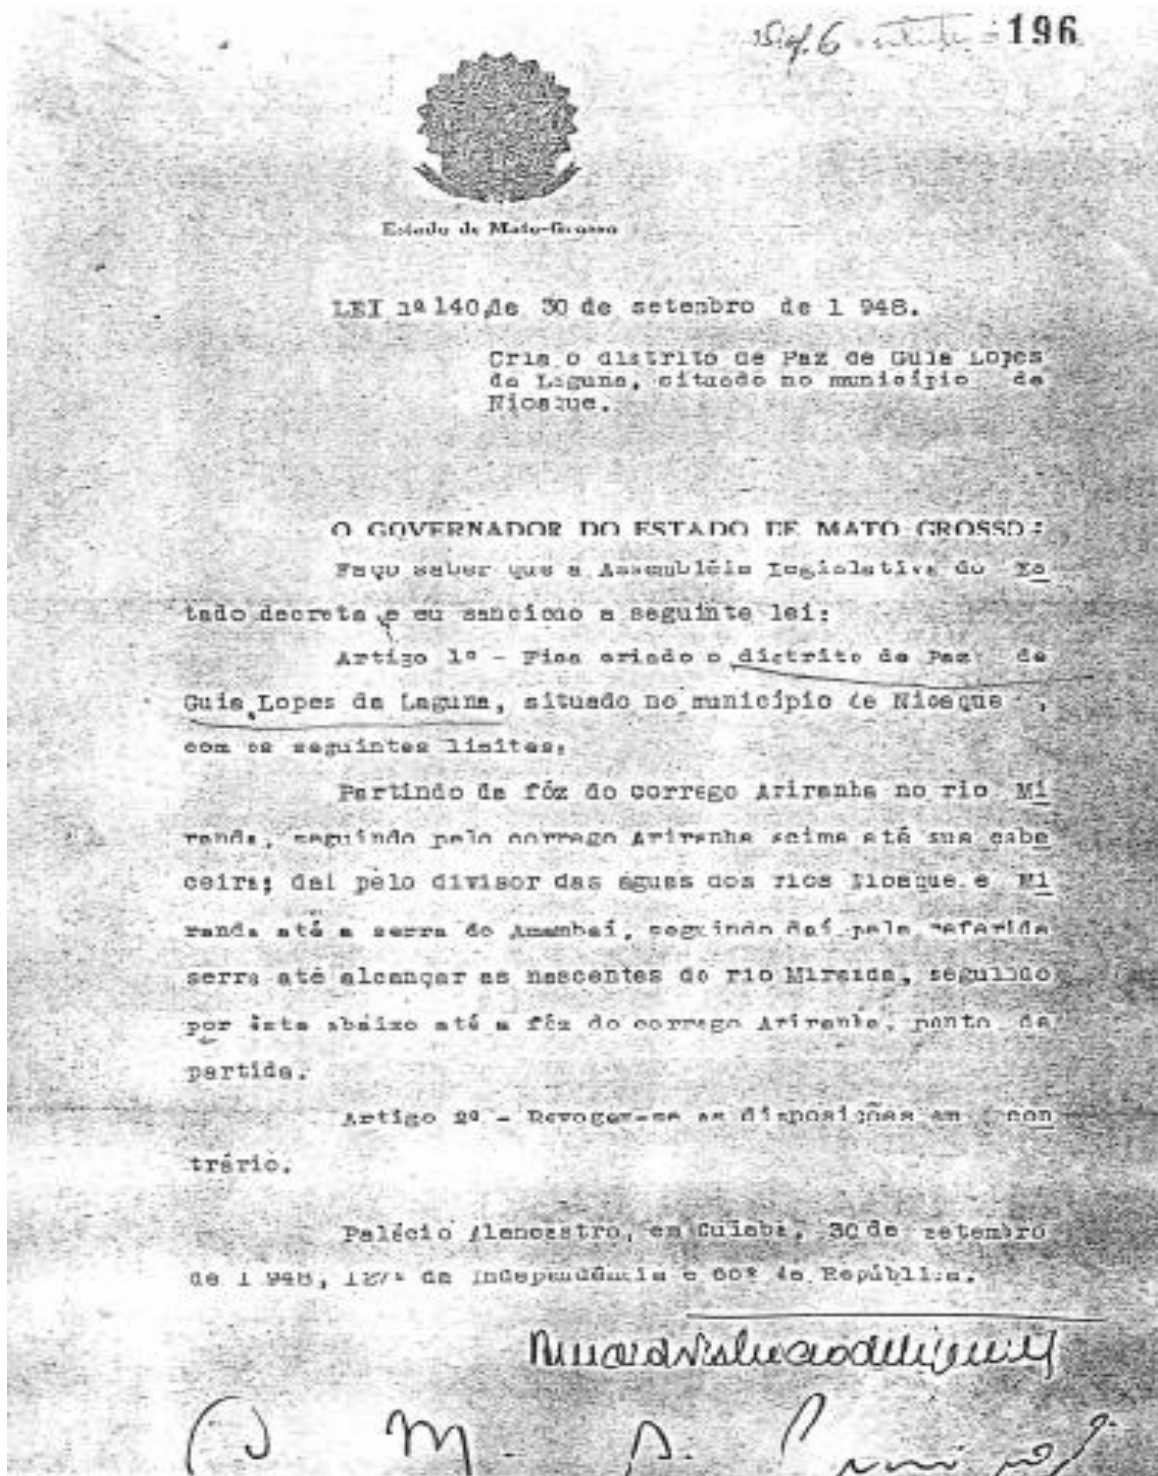 196
Estado de Mato-Grosso
LEI nº 140, de 30 de setembro de 1 948.
Cria o distrito de Paz de Guia Lopes
da Laguna, situado no município de
Nioaque.
O GOVERNADOR DO ESTADO DE MATO GROSSO:
Faço saber que a Assembléia Legislativa do Es
tado decreta e eu sanciono a seguinte lei:
Artigo 1º - Fica criado o distrito de Paz de
Guia Lopes da Laguna, situado no município de Nioaque ,
com os seguintes limites:
Partindo da fóz do corrego Ariranha no rio Mi
randa, seguindo pelo corrego Ariranha acima até sua cabe
ceira; daí pelo divisor das aguas dos rios Nioaque e Mi
randa até a serra de Amambaí, seguindo daí pela referida
serra até alcançar as nascentes do rio Miranda, seguindo
por êste abaixo até a fóz do corrego Ariranha, ponto de
partida.
Artigo 2º - Revogam-se as disposições em con
trário.
Palácio Alencastro, em Cuiabá, 30 de setembro
de 1 948, 127º da Independência e 60º da República.